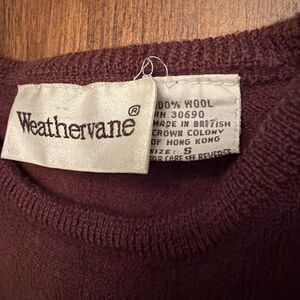 Weathervane®
100% WOOL
RN 30690
MADE IN BRITISH
CROWN COLONY
OF HONG KONG
SIZE: S
FOR CARE SEE REVERSE